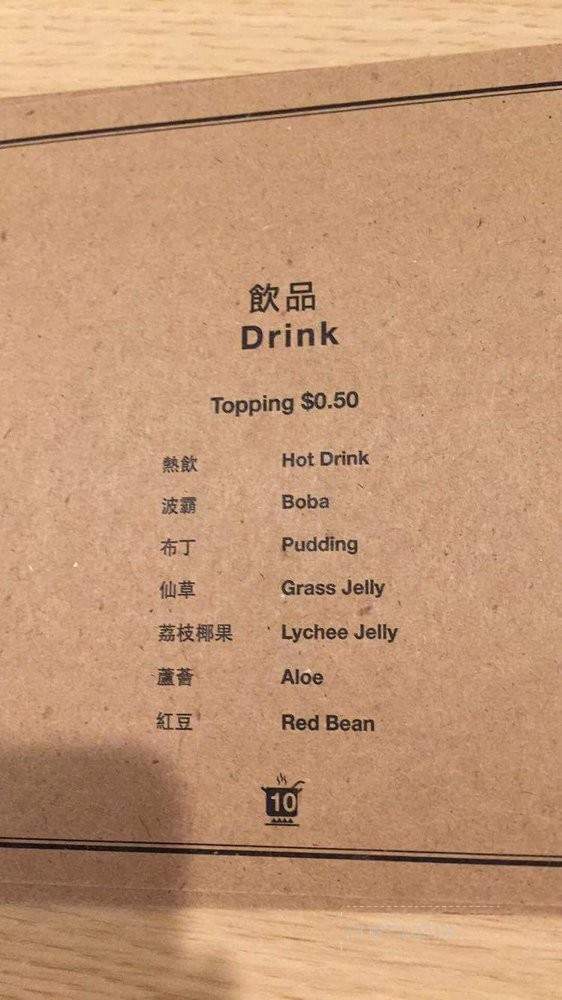 飲品
Drink
Topping $0.50
熱飲 Hot Drink
波霸 Boba
布丁 Pudding
仙草 Grass Jelly
荔枝椰果 Lychee Jelly
蘆薈 Aloe
紅豆 Red Bean
10